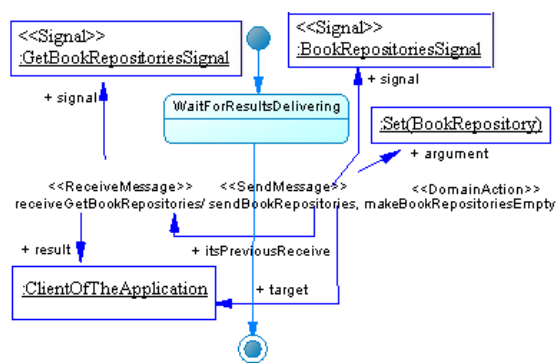 <<Signal>>
:GetBookRepositoriesSignal
<<Signal>>
:BookRepositoriesSignal
+ signal
+ signal
WaitForResultsDelivering
:Set(BookRepository)
+ argument
<<ReceiveMessage>> <<SendMessage>> <<DomainAction>>
receiveGetBookRepositories/ sendBookRepositories, makeBookRepositoriesEmpty
+ result
+ itsPreviousReceive
:ClientOfTheApplication
+ target